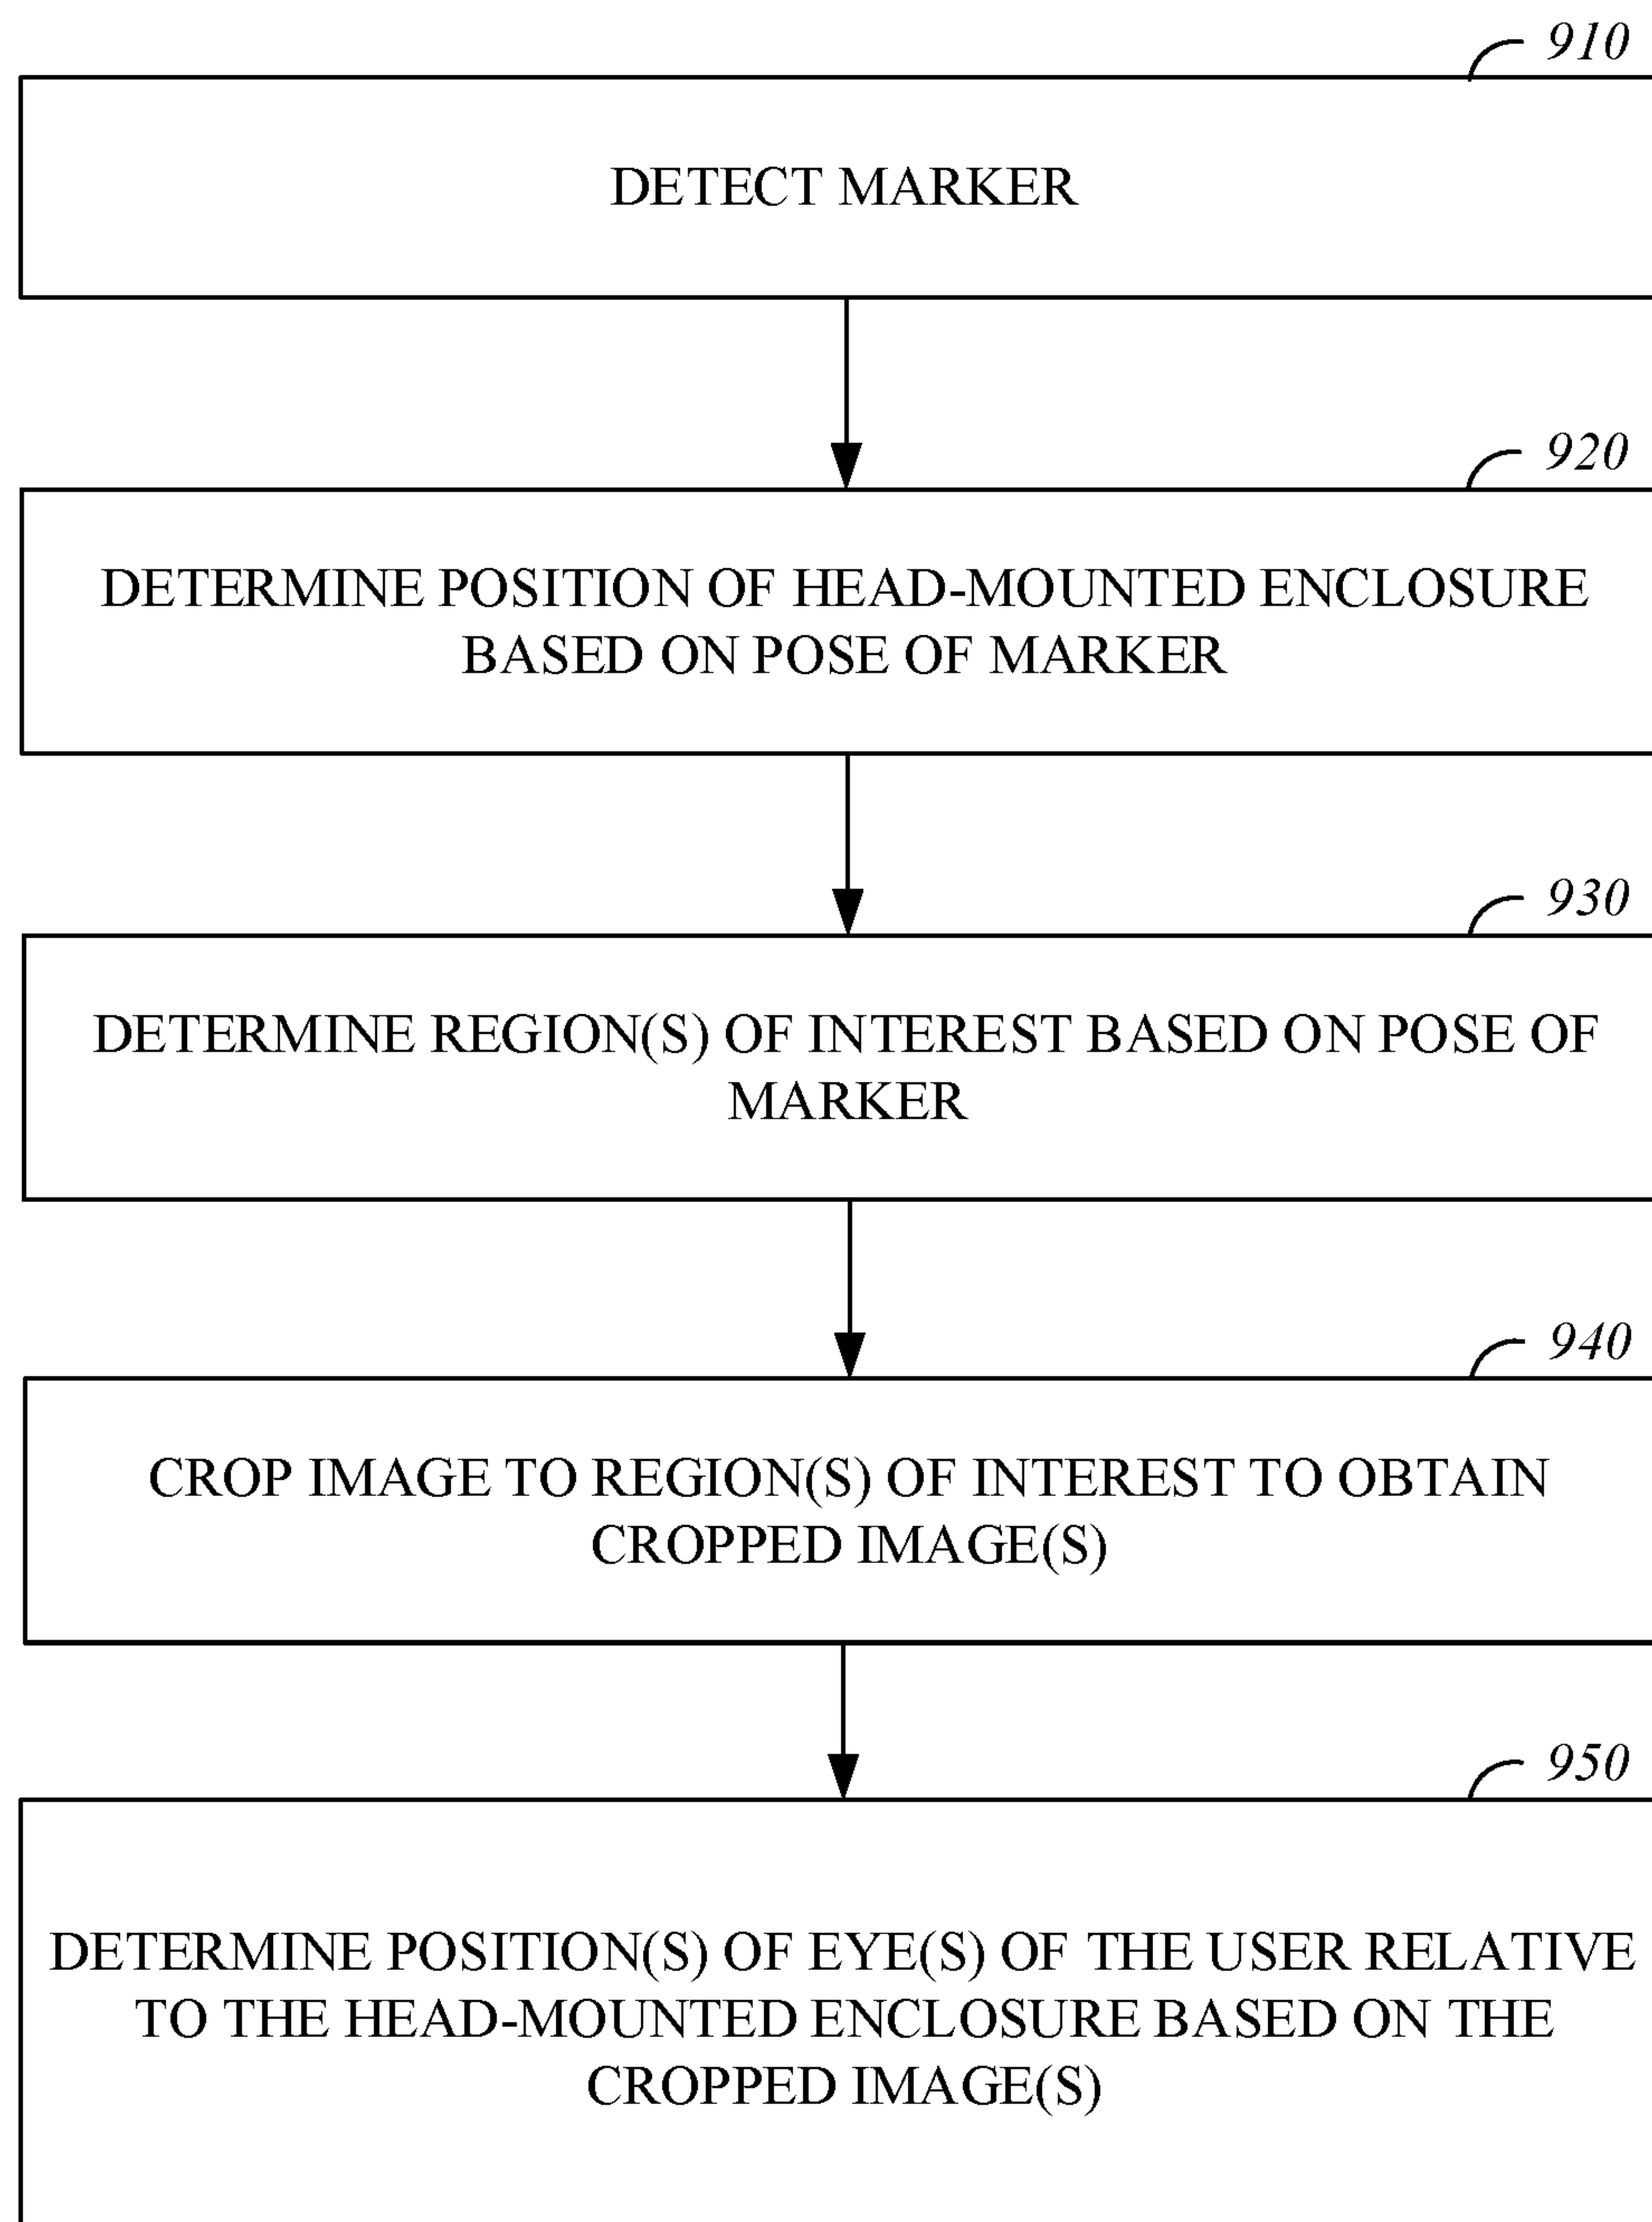 910
DETECT MARKER
920
DETERMINE POSITION OF HEAD-MOUNTED ENCLOSURE
BASED ON POSE OF MARKER
930
DETERMINE REGION(S) OF INTEREST BASED ON POSE OF
MARKER
940
CROP IMAGE TO REGION(S) OF INTEREST TO OBTAIN
CROPPED IMAGE(S)
950
DETERMINE POSITION(S) OF EYE(S) OF THE USER RELATIVE
TO THE HEAD-MOUNTED ENCLOSURE BASED ON THE
CROPPED IMAGE(S)